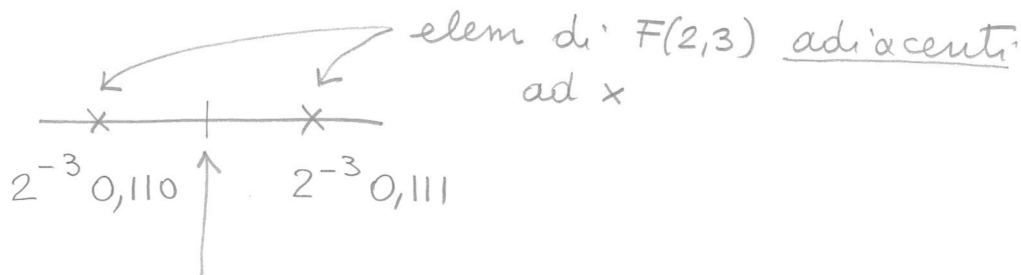 elem di F(2,3) adiacenti
ad x
2⁻³ 0,110 2⁻³ 0,111